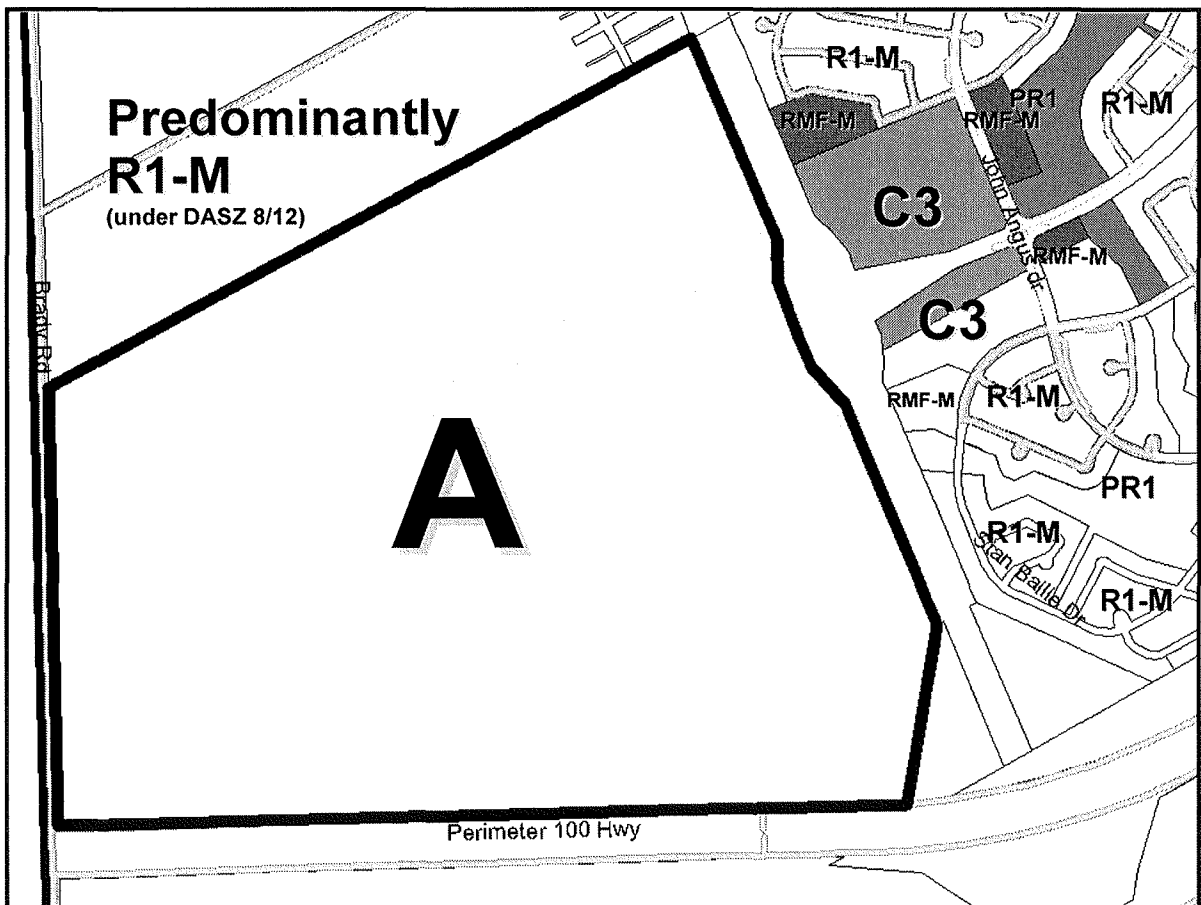 Predominantly
R1-M
(under DASZ 8/12)
R1-M
PR1
RMF-M
RMF-M
R1-M
C3
John Angus dr
RMF-M
Brady Rd
C3
RMF-M
R1-M
A
PR1
R1-M
Stan Bailie Dr
R1-M
Perimeter 100 Hwy